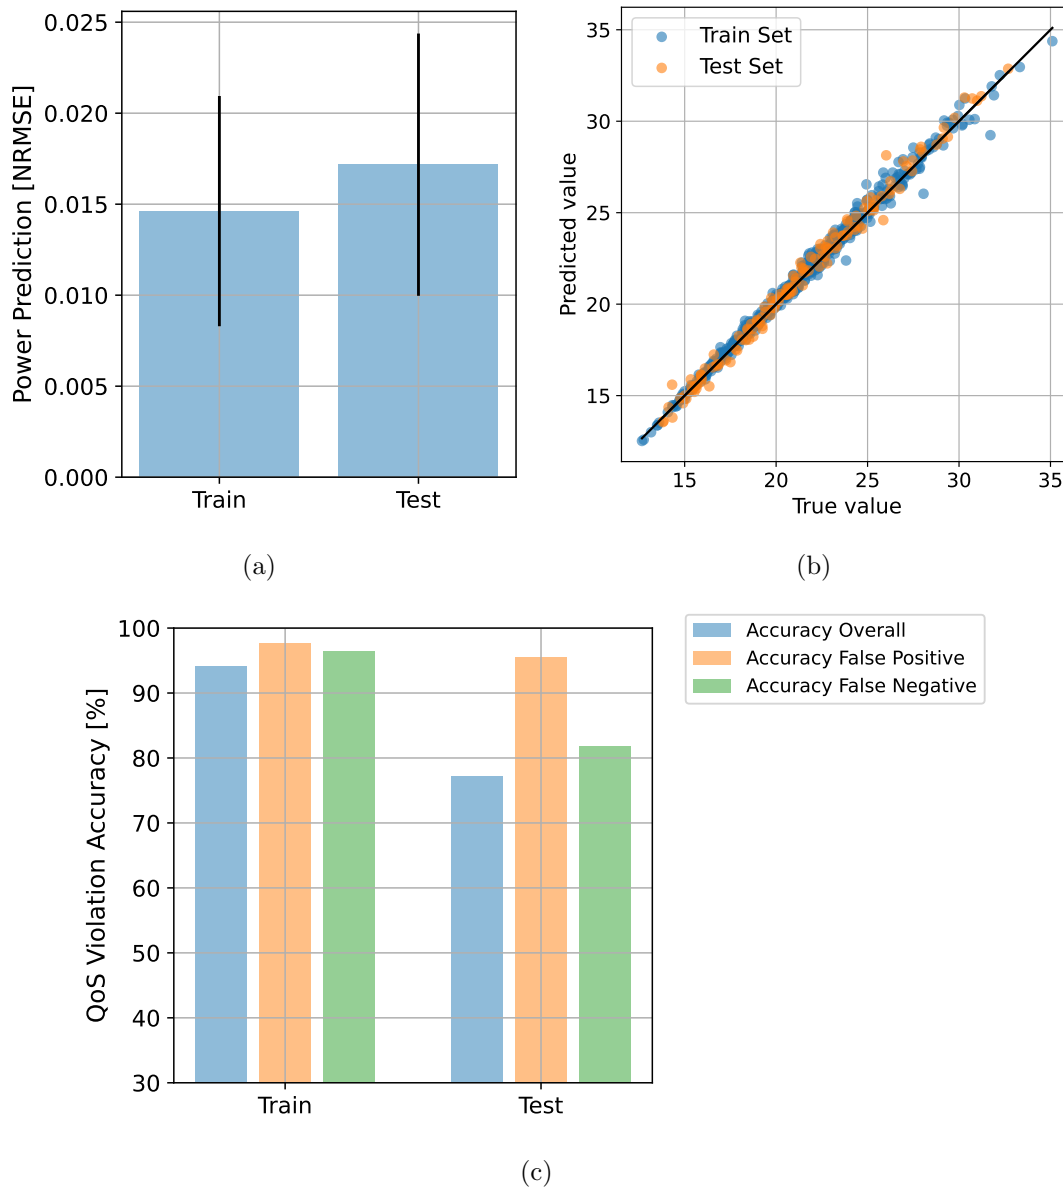 0.025
0.020
0.015
0.010
0.005
0.000
Power Prediction [NRMSE]
Train
Test
(a)
35
30
25
20
15
Predicted value
Train Set
Test Set
15
20
25
30
35
True value
(b)
100
90
80
70
60
50
40
30
QoS Violation Accuracy [%]
Train
Test
Accuracy Overall
Accuracy False Positive
Accuracy False Negative
(c)